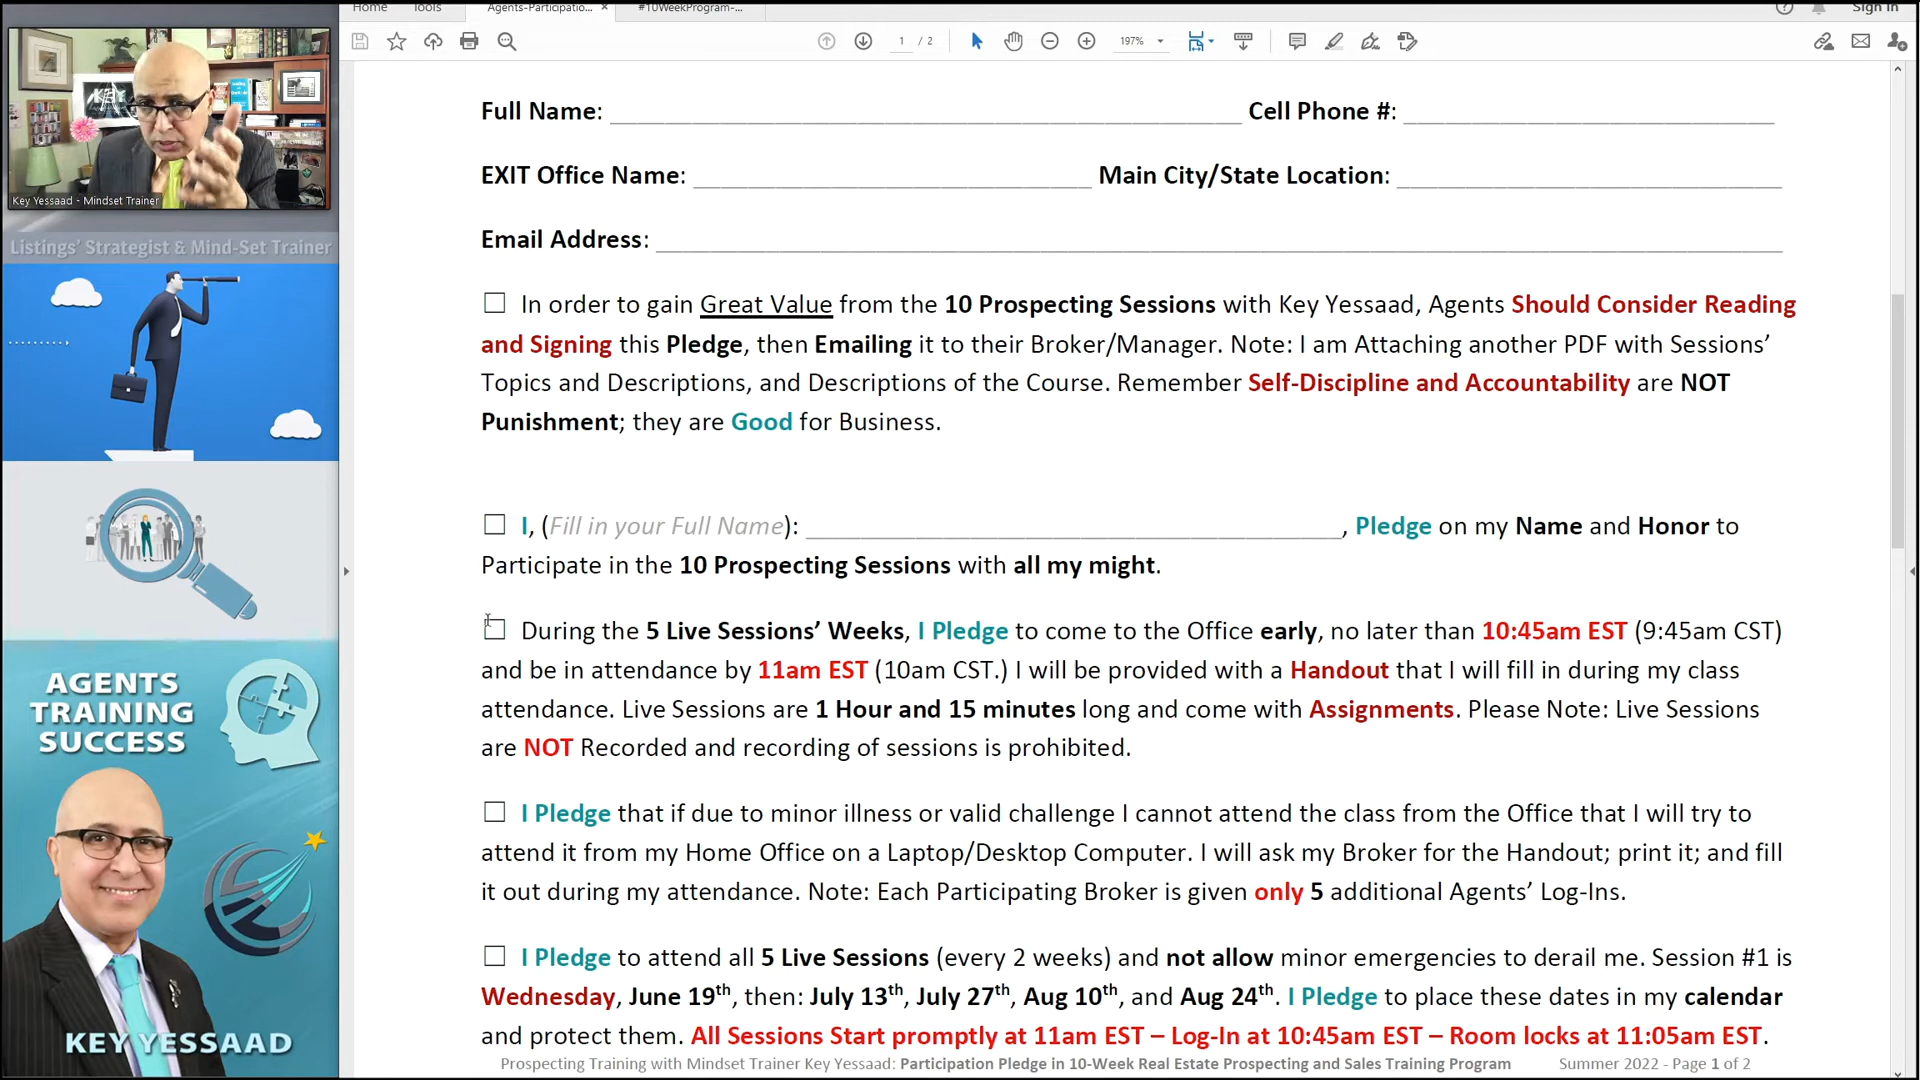 Home
Tools
Agents-Participatio...
×
#10WeekProgram-...
Sign In
1 / 2
197%
Key Yessaad - Mindset Trainer
Listings' Strategist & Mind-Set Trainer
AGENTS
TRAINING
SUCCESS
KEY YESSAAD
Full Name: Cell Phone #:
EXIT Office Name: Main City/State Location:
Email Address:
☐ In order to gain Great Value from the 10 Prospecting Sessions with Key Yessaad, Agents Should Consider Reading
and Signing this Pledge, then Emailing it to their Broker/Manager. Note: I am Attaching another PDF with Sessions'
Topics and Descriptions, and Descriptions of the Course. Remember Self-Discipline and Accountability are NOT
Punishment; they are Good for Business.
☐ I, (Fill in your Full Name): , Pledge on my Name and Honor to
Participate in the 10 Prospecting Sessions with all my might.
☐ During the 5 Live Sessions' Weeks, I Pledge to come to the Office early, no later than 10:45am EST (9:45am CST)
and be in attendance by 11am EST (10am CST.) I will be provided with a Handout that I will fill in during my class
attendance. Live Sessions are 1 Hour and 15 minutes long and come with Assignments. Please Note: Live Sessions
are NOT Recorded and recording of sessions is prohibited.
☐ I Pledge that if due to minor illness or valid challenge I cannot attend the class from the Office that I will try to
attend it from my Home Office on a Laptop/Desktop Computer. I will ask my Broker for the Handout; print it; and fill
it out during my attendance. Note: Each Participating Broker is given only 5 additional Agents' Log-Ins.
☐ I Pledge to attend all 5 Live Sessions (every 2 weeks) and not allow minor emergencies to derail me. Session #1 is
Wednesday, June 19th, then: July 13th, July 27th, Aug 10th, and Aug 24th. I Pledge to place these dates in my calendar
and protect them. All Sessions Start promptly at 11am EST – Log-In at 10:45am EST – Room locks at 11:05am EST.
Prospecting Training with Mindset Trainer Key Yessaad: Participation Pledge in 10-Week Real Estate Prospecting and Sales Training Program Summer 2022 - Page 1 of 2